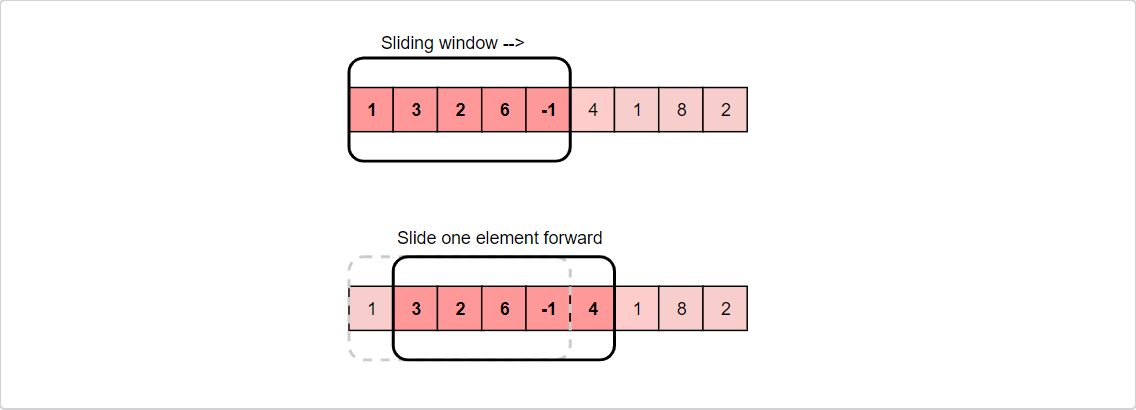 Sliding window -->
1 3 2 6 -1 4 1 8 2
Slide one element forward
1 3 2 6 -1 4 1 8 2